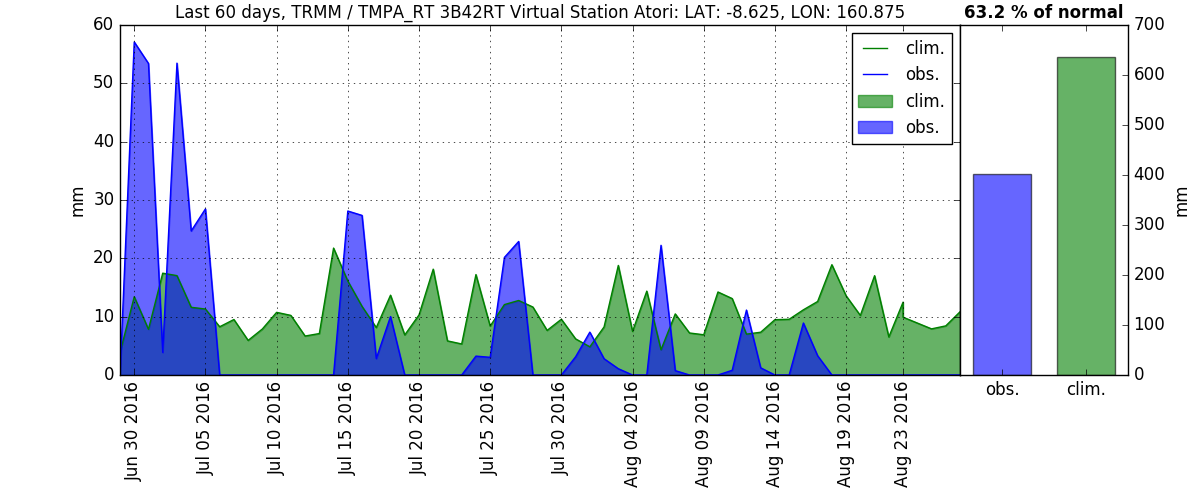 Last 60 days, TRMM / TMPA_RT 3B42RT Virtual Station Atori: LAT: -8.625, LON: 160.875
63.2 % of normal
60
50
40
30
20
10
0
mm
clim.
obs.
clim.
obs.
700
600
500
400
300
200
100
0
mm
Jun 30 2016
Jul 05 2016
Jul 10 2016
Jul 15 2016
Jul 20 2016
Jul 25 2016
Jul 30 2016
Aug 04 2016
Aug 09 2016
Aug 14 2016
Aug 19 2016
Aug 23 2016
obs.
clim.